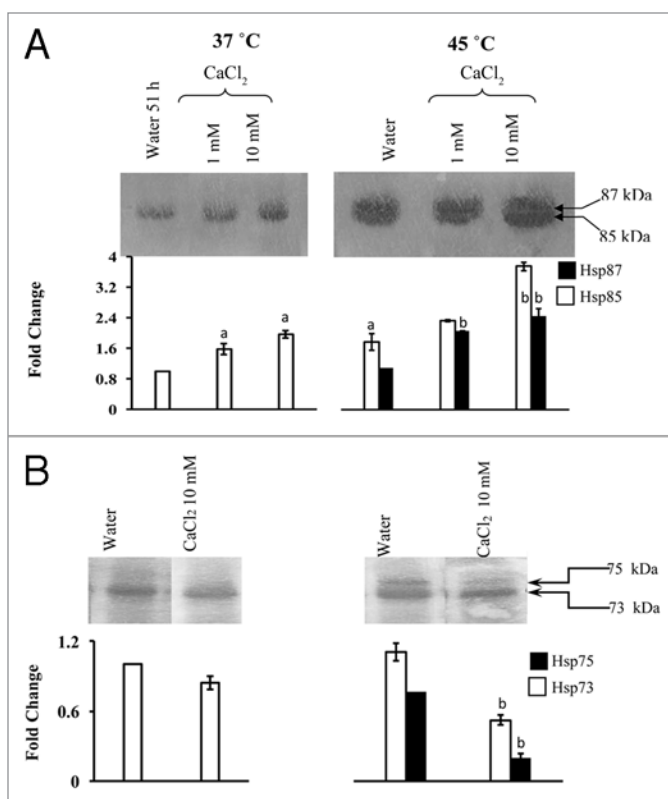 A
37 ˚C
45 ˚C
CaCl₂
CaCl₂
Water 51 h
1 mM
10 mM
Water
1 mM
10 mM
87 kDa
85 kDa
Hsp87
Hsp85
Fold Change
4
3.2
2.4
1.6
0.8
0
a
a
a
b
b b
B
Water
CaCl₂ 10 mM
Water
CaCl₂ 10 mM
75 kDa
73 kDa
Hsp75
Hsp73
Fold Change
1.2
0.6
0
b
b